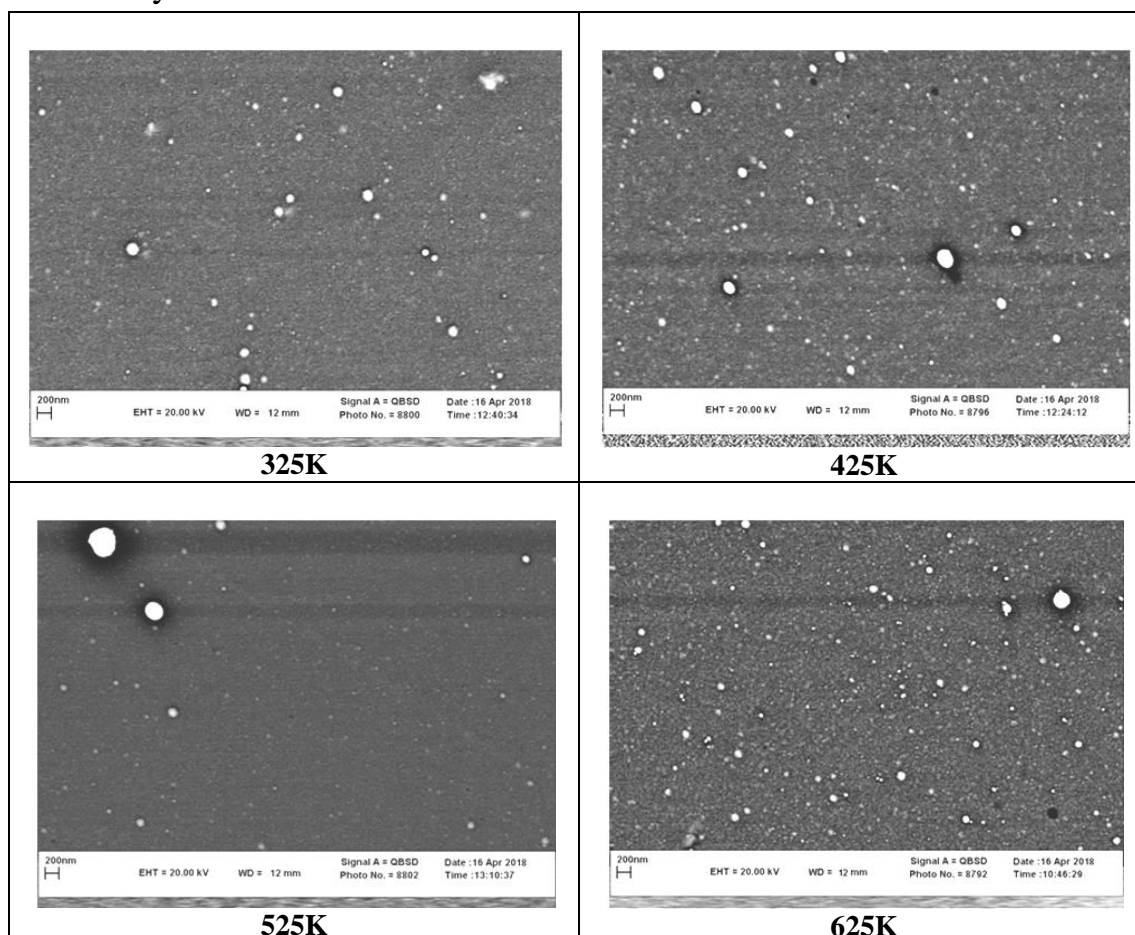 200nm
EHT = 20.00 kV WD = 12 mm
Signal A = QBSD Date :16 Apr 2018
Photo No. = 8800 Time :12:40:34
325K
200nm
EHT = 20.00 kV WD = 12 mm
Signal A = QBSD Date :16 Apr 2018
Photo No. = 8796 Time :12:24:12
425K
200nm
EHT = 20.00 kV WD = 12 mm
Signal A = QBSD Date :16 Apr 2018
Photo No. = 8802 Time :13:10:37
525K
200nm
EHT = 20.00 kV WD = 12 mm
Signal A = QBSD Date :16 Apr 2018
Photo No. = 8792 Time :10:46:29
625K